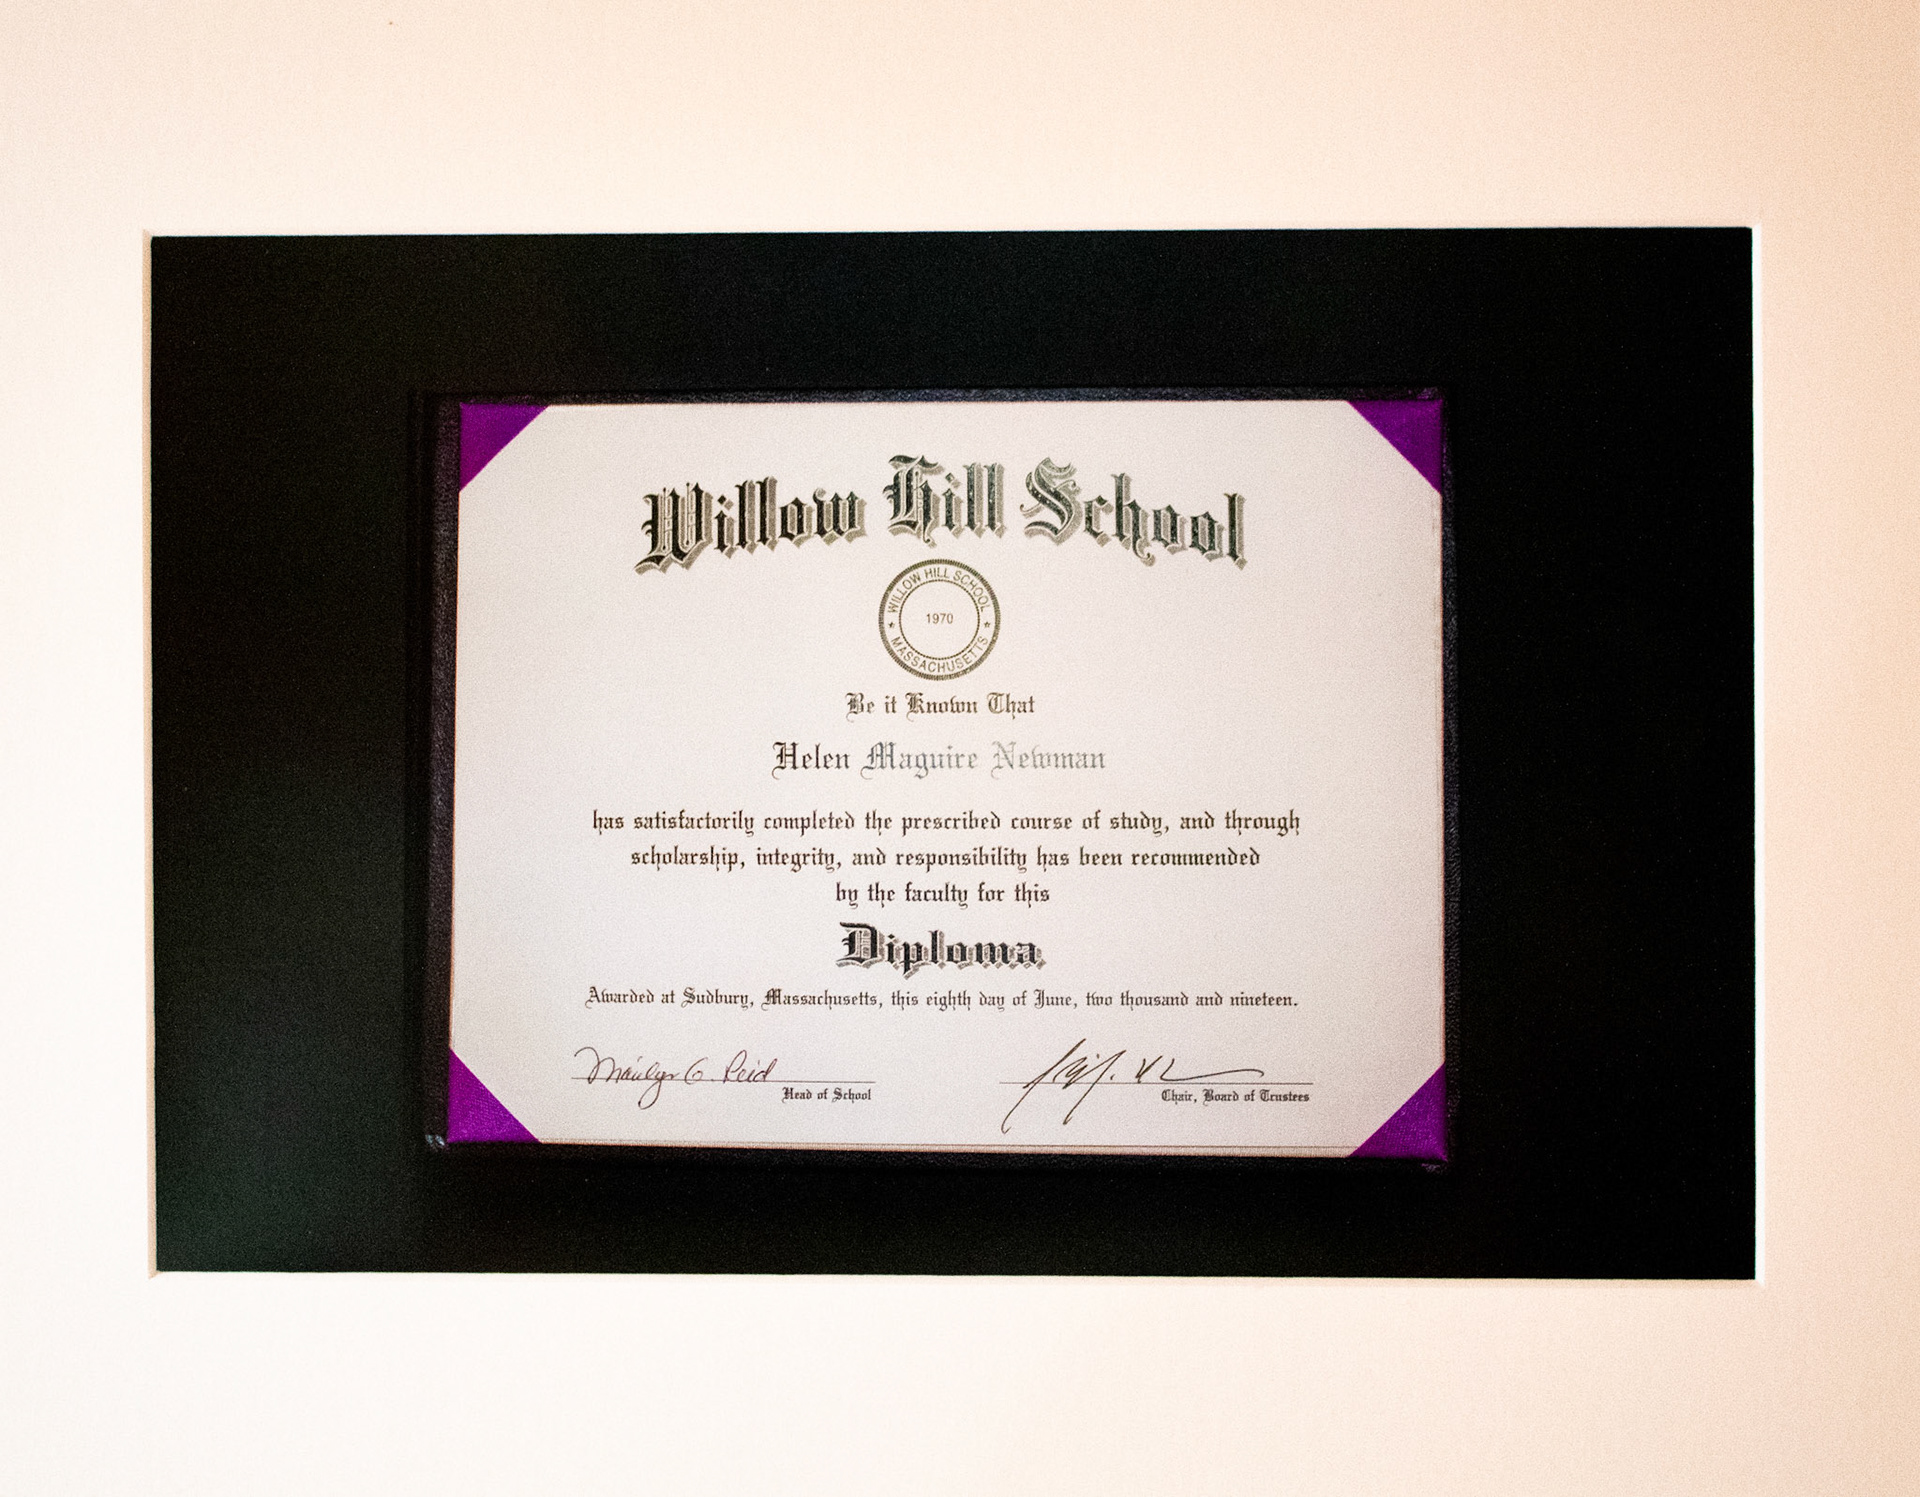 Willow Hill School
WILLOW HILL SCHOOL
1970
MASSACHUSETTS
Be it Known That
Helen Maguire Newman
has satisfactorily completed the prescribed course of study, and through
scholarship, integrity, and responsibility has been recommended
by the faculty for this
Diploma
Awarded at Sudbury, Massachusetts, this eighth day of June, two thousand and nineteen.
Marilyn G. Reid
Head of School
Chair, Board of Trustees